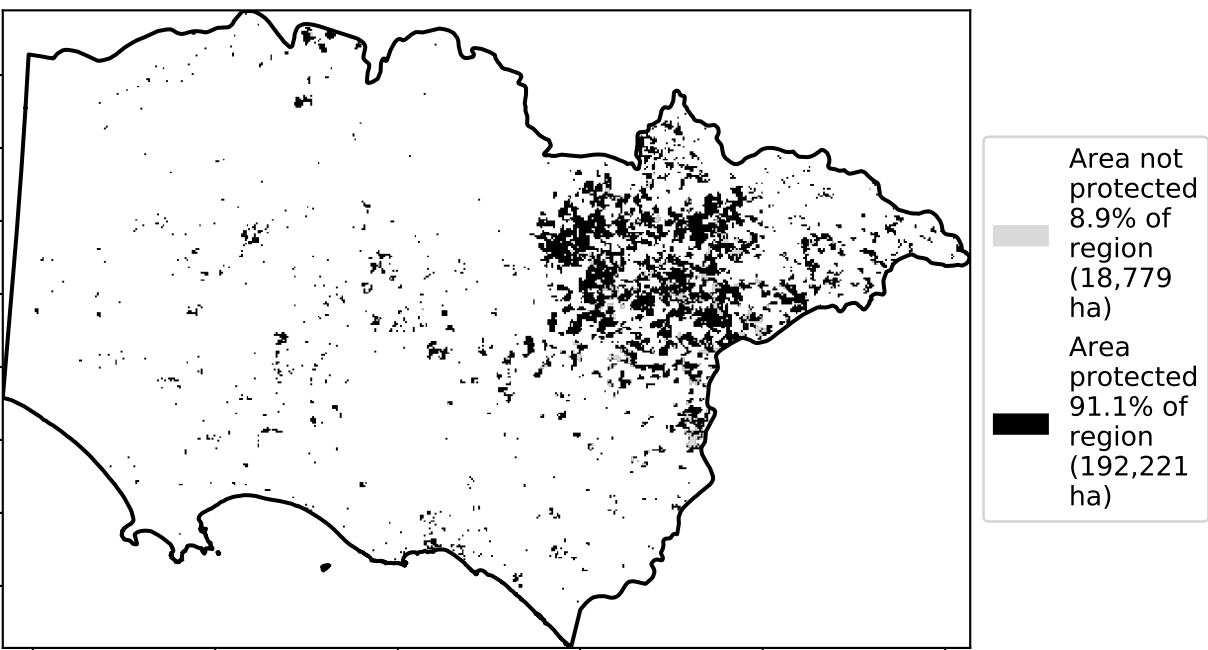 Area not
protected
8.9% of
region
(18,779
ha)
Area
protected
91.1% of
region
(192,221
ha)